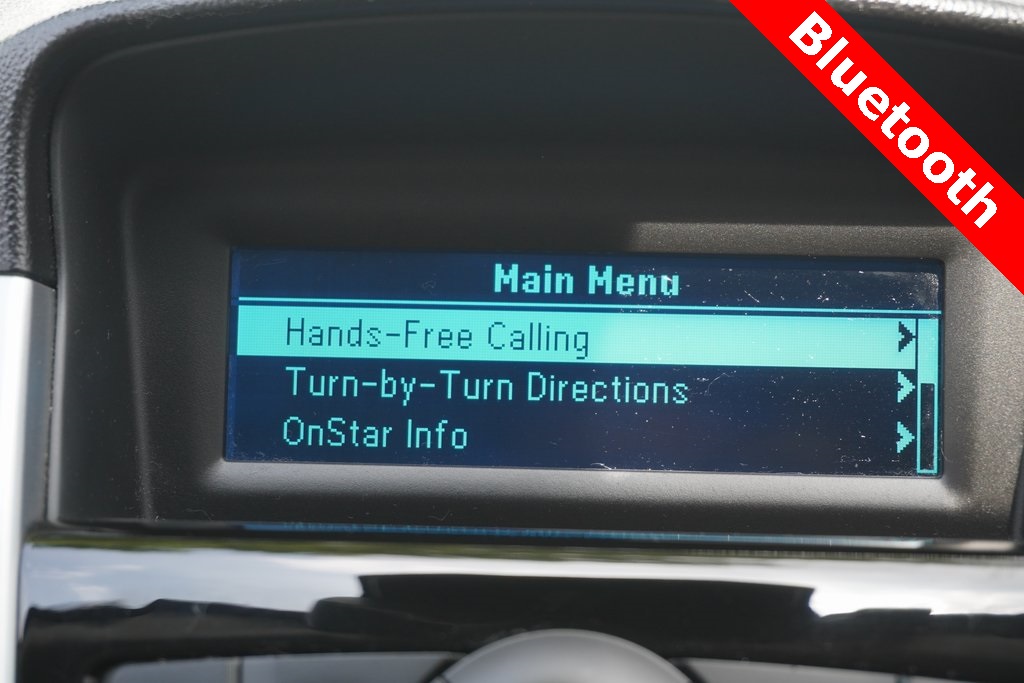 Bluetooth
Main Menu
Hands-Free Calling
Turn-by-Turn Directions
OnStar Info